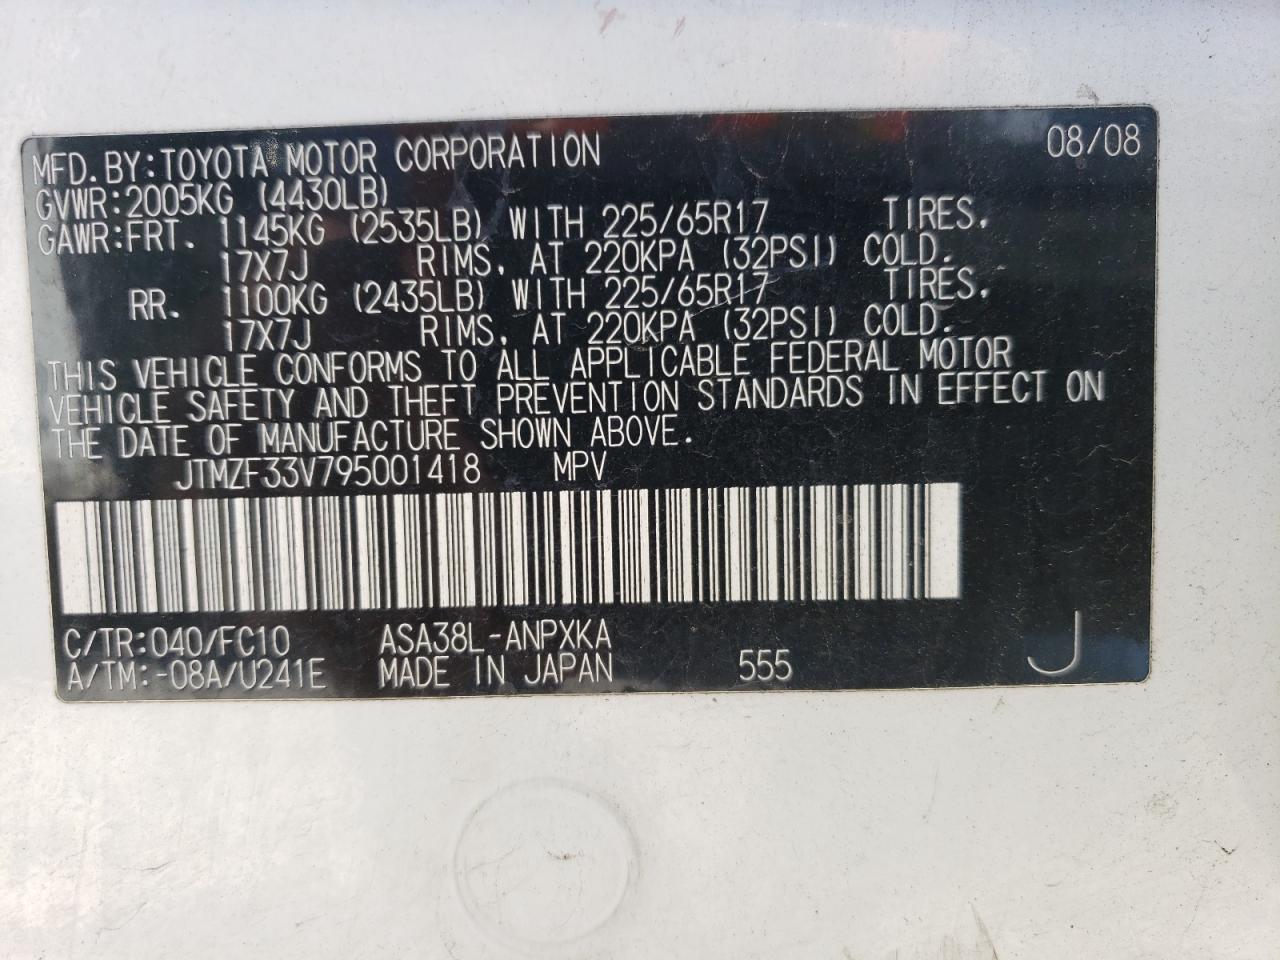 MFD. BY: TOYOTA MOTOR CORPORATION 08/08
GVWR: 2005KG (4430LB)
GAWR: FRT. 1145KG (2535LB) WITH 225/65R17 TIRES,
17X7J RIMS, AT 220KPA (32PSI) COLD.
RR. 1100KG (2435LB) WITH 225/65R17 TIRES,
17X7J RIMS, AT 220KPA (32PSI) COLD.
THIS VEHICLE CONFORMS TO ALL APPLICABLE FEDERAL MOTOR
VEHICLE SAFETY AND THEFT PREVENTION STANDARDS IN EFFECT ON
THE DATE OF MANUFACTURE SHOWN ABOVE.
JTMZF33V795001418 MPV
C/TR: 040/FC10 ASA38L-ANPXKA
A/TM: -08A/U241E MADE IN JAPAN 555 J